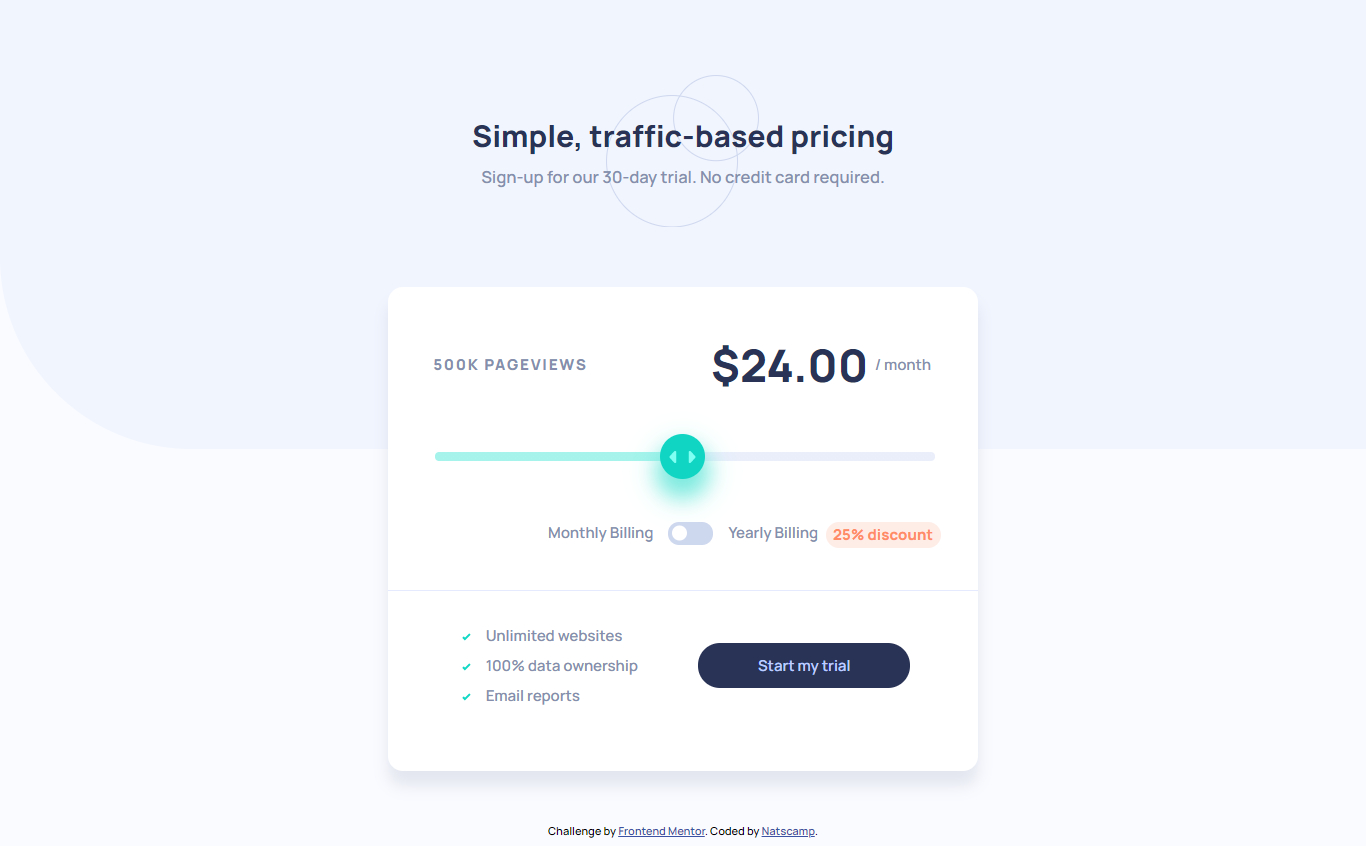 Simple, traffic-based pricing
Sign-up for our 30-day trial. No credit card required.
500K PAGEVIEWS
$24.00 / month
Monthly Billing Yearly Billing 25% discount
Unlimited websites
100% data ownership
Email reports
Start my trial
Challenge by Frontend Mentor. Coded by Natscamp.